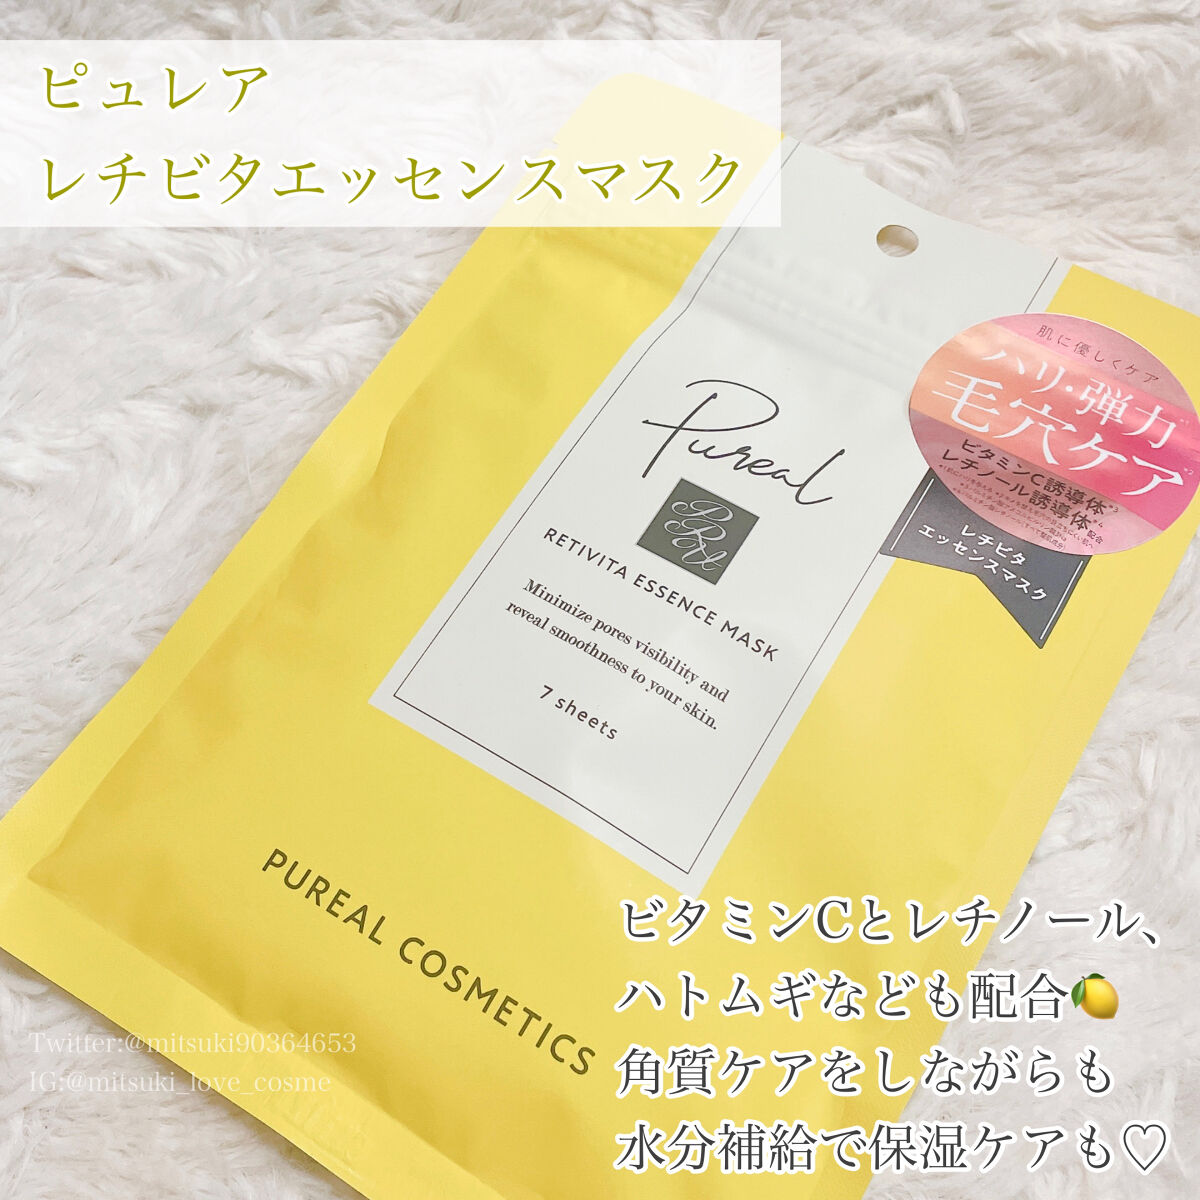 ピュレア
レチビタエッセンスマスク
肌に優しくケア
ハリ・弾力*1
毛穴ケア*2
ビタミンC誘導体*3
レチノール誘導体*4配合
レチビタ
エッセンスマスク
Pureal
RETIVITA ESSENCE MASK
Minimize pores visibility and
reveal smoothness to your skin.
7 sheets
PUREAL COSMETICS
ビタミンCとレチノール、
ハトムギなども配合🍋
角質ケアをしながらも
水分補給で保湿ケアも♡
Twitter:@mitsuki90364653
IG:@mitsuki_love_cosme